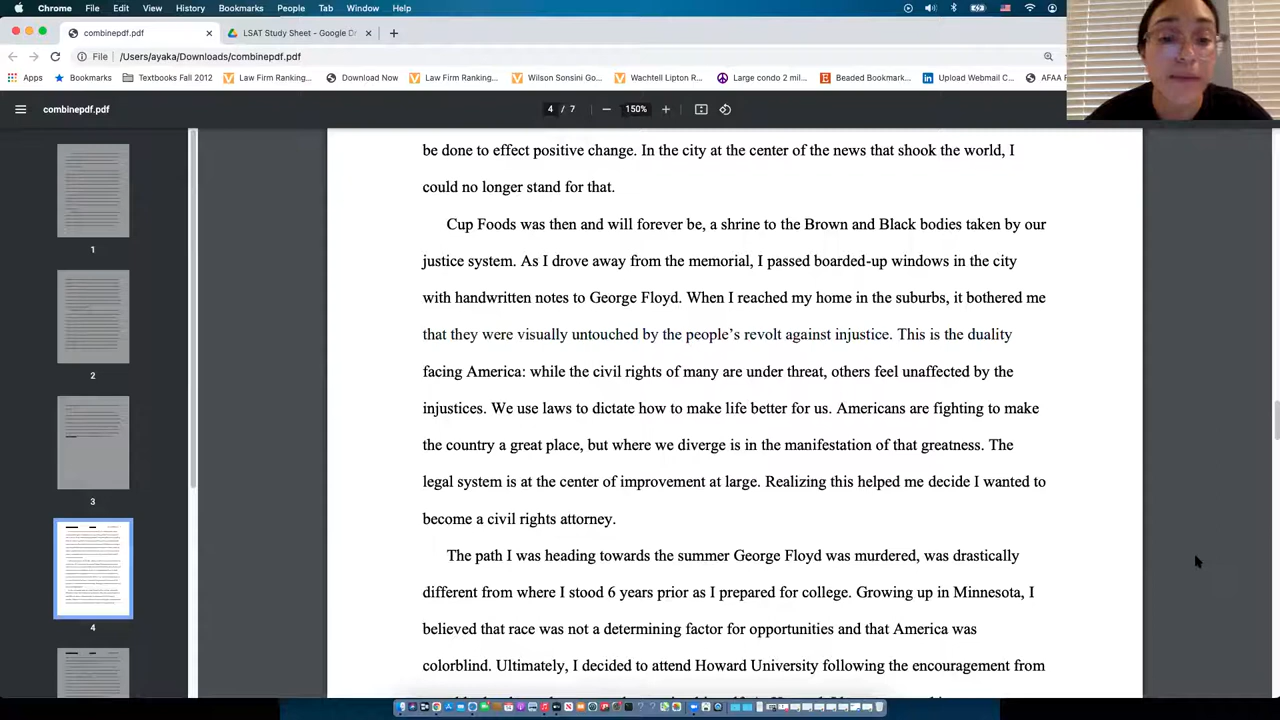 Chrome File Edit View History Bookmarks People Tab Window Help
combinepdf.pdf
LSAT Study Sheet - Google Dr
File /Users/ayaka/Downloads/combinepdf.pdf
Apps Bookmarks Textbooks Fall 2012 Law Firm Ranking... Download Now Law Firm Ranking... Wilson Sonsini Go... Wachtell Lipton R... Large condo 2 mil... Beaded Bookmark... Upload Webmail C... AFAA
combinepdf.pdf
4 / 7
150%
1
2
3
4
be done to effect positive change. In the city at the center of the news that shook the world, I
could no longer stand for that.
Cup Foods was then and will forever be, a shrine to the Brown and Black bodies taken by our
justice system. As I drove away from the memorial, I passed boarded-up windows in the city
with handwritten notes to George Floyd. When I reached my home in the suburbs, it bothered me
that they were visually untouched by the people’s revolt against injustice. This is the duality
facing America: while the civil rights of many are under threat, others feel unaffected by the
injustices. We use laws to dictate how to make life better for us. Americans are fighting to make
the country a great place, but where we diverge is in the manifestation of that greatness. The
legal system is at the center of improvement at large. Realizing this helped me decide I wanted to
become a civil rights attorney.
The path I was heading towards the summer George Floyd was murdered, was drastically
different from where I stood 6 years prior as I prepared for college. Growing up in Minnesota, I
believed that race was not a determining factor for opportunities and that America was
colorblind. Ultimately, I decided to attend Howard University following the encouragement from